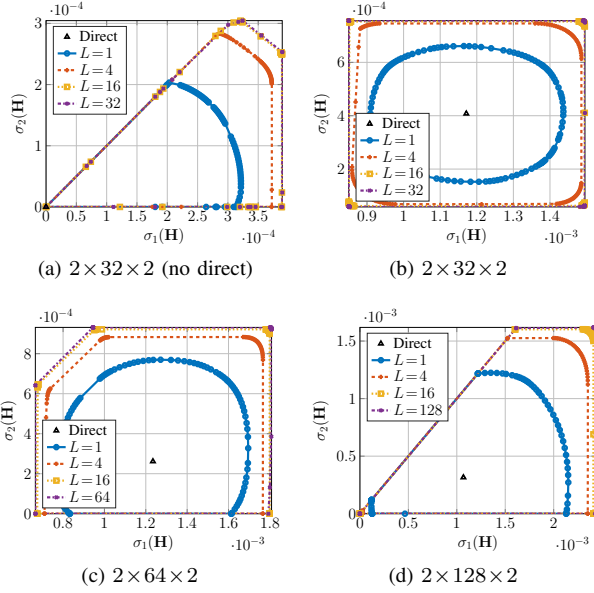 ·10⁻⁴
3
2
1
0
σ₂(H)
Direct
L=1
L=4
L=16
L=32
0 0.5 1 1.5 2 2.5 3 3.5
σ₁(H) ·10⁻⁴
(a) 2×32×2 (no direct)
·10⁻⁴
6
4
2
σ₂(H)
Direct
L=1
L=4
L=16
L=32
0.9 1 1.1 1.2 1.3 1.4
σ₁(H) ·10⁻³
(b) 2×32×2
·10⁻⁴
8
6
4
2
0
σ₂(H)
Direct
L=1
L=4
L=16
L=64
0.8 1 1.2 1.4 1.6 1.8
σ₁(H) ·10⁻³
(c) 2×64×2
·10⁻³
1.5
1
0.5
0
σ₂(H)
Direct
L=1
L=4
L=16
L=128
0 0.5 1 1.5 2
σ₁(H) ·10⁻³
(d) 2×128×2